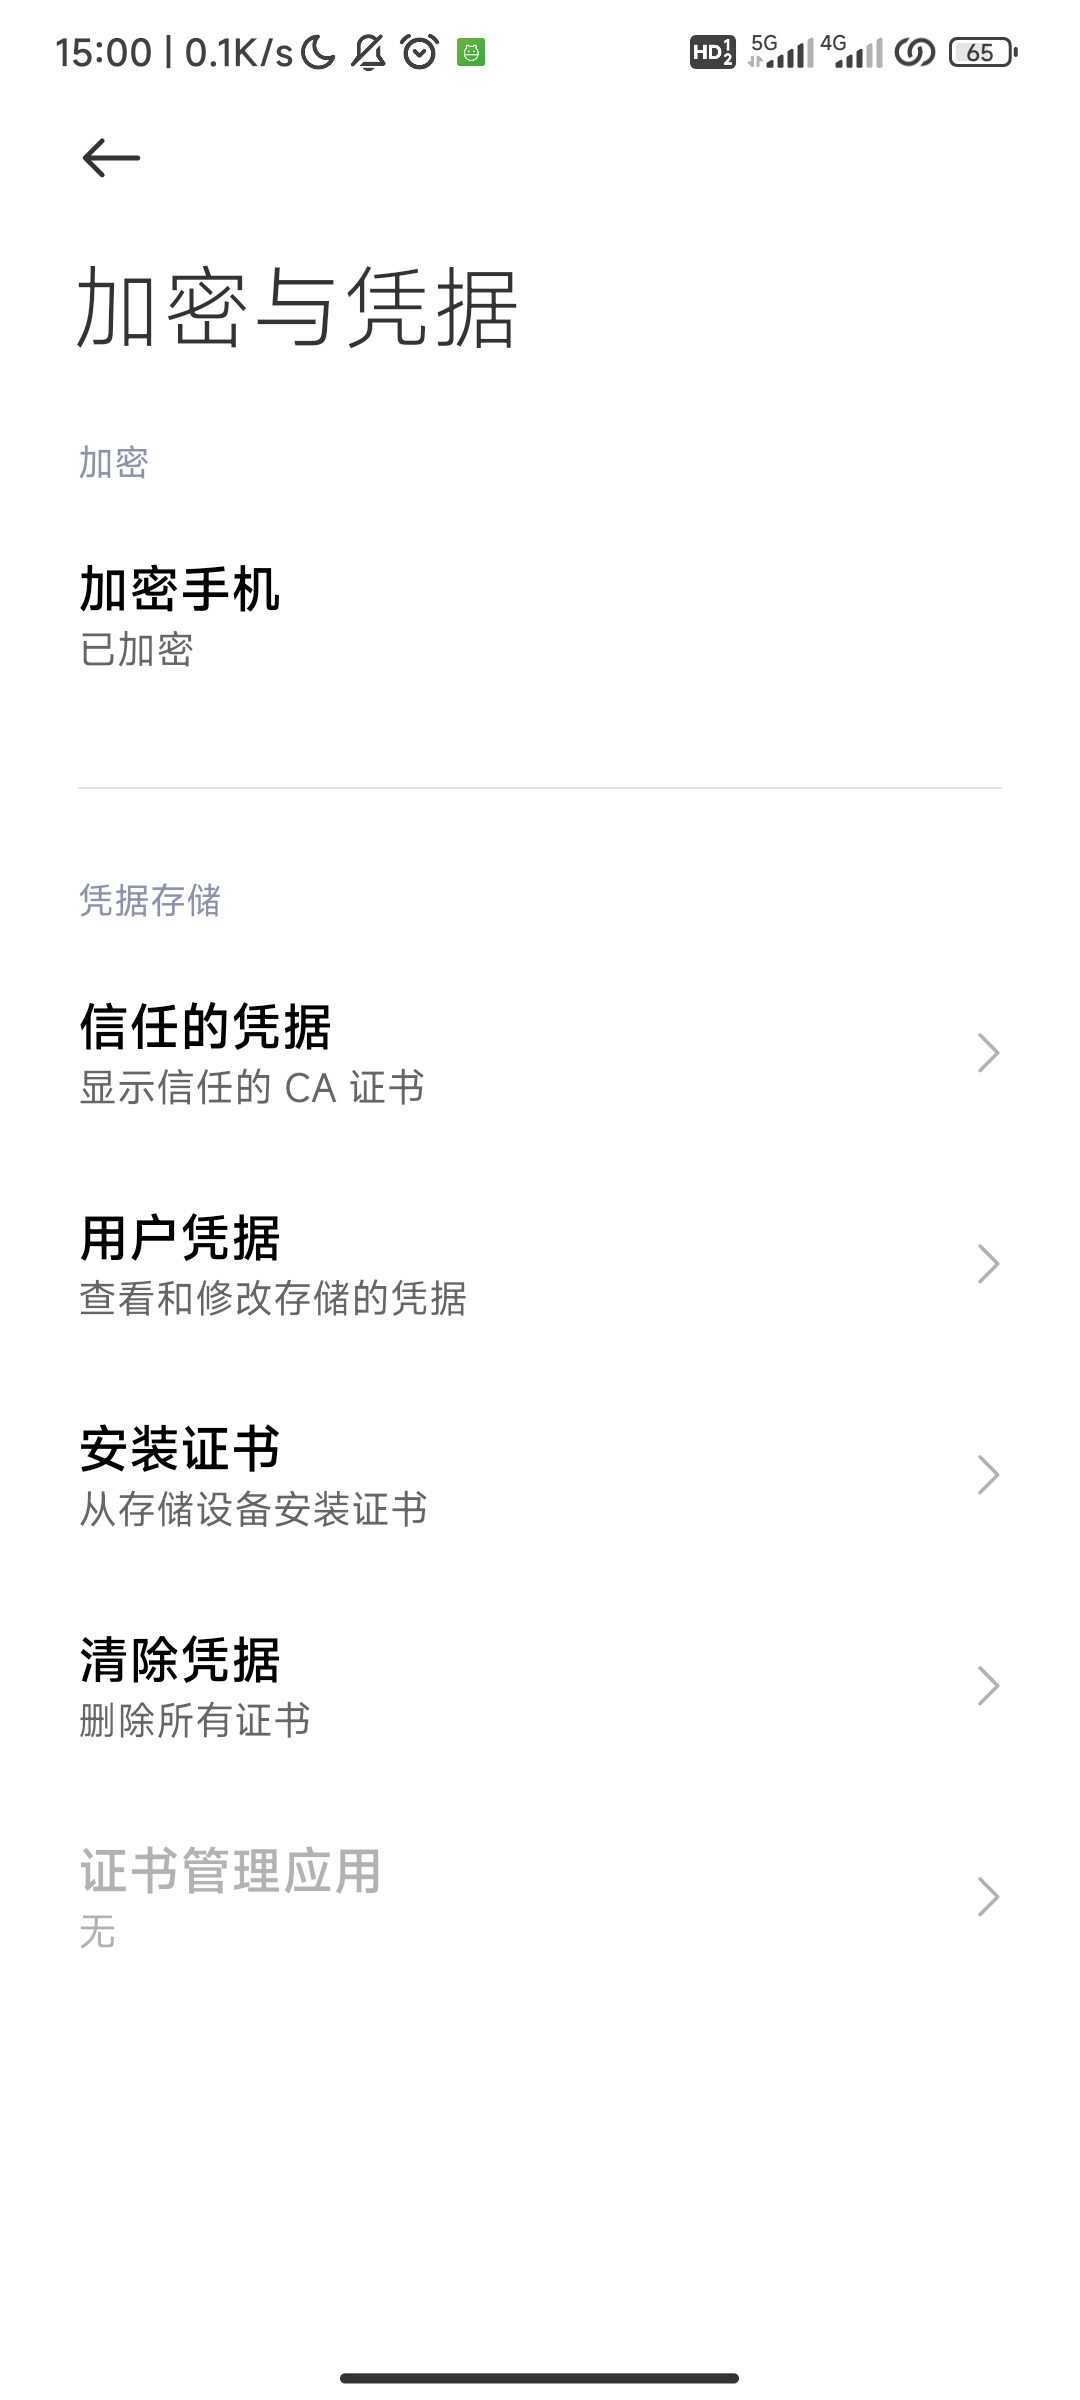 15:00 | 0.1K/s HD 1 2 5G 4G 65
加密与凭据
加密
加密手机
已加密
凭据存储
信任的凭据
显示信任的 CA 证书
用户凭据
查看和修改存储的凭据
安装证书
从存储设备安装证书
清除凭据
删除所有证书
证书管理应用
无